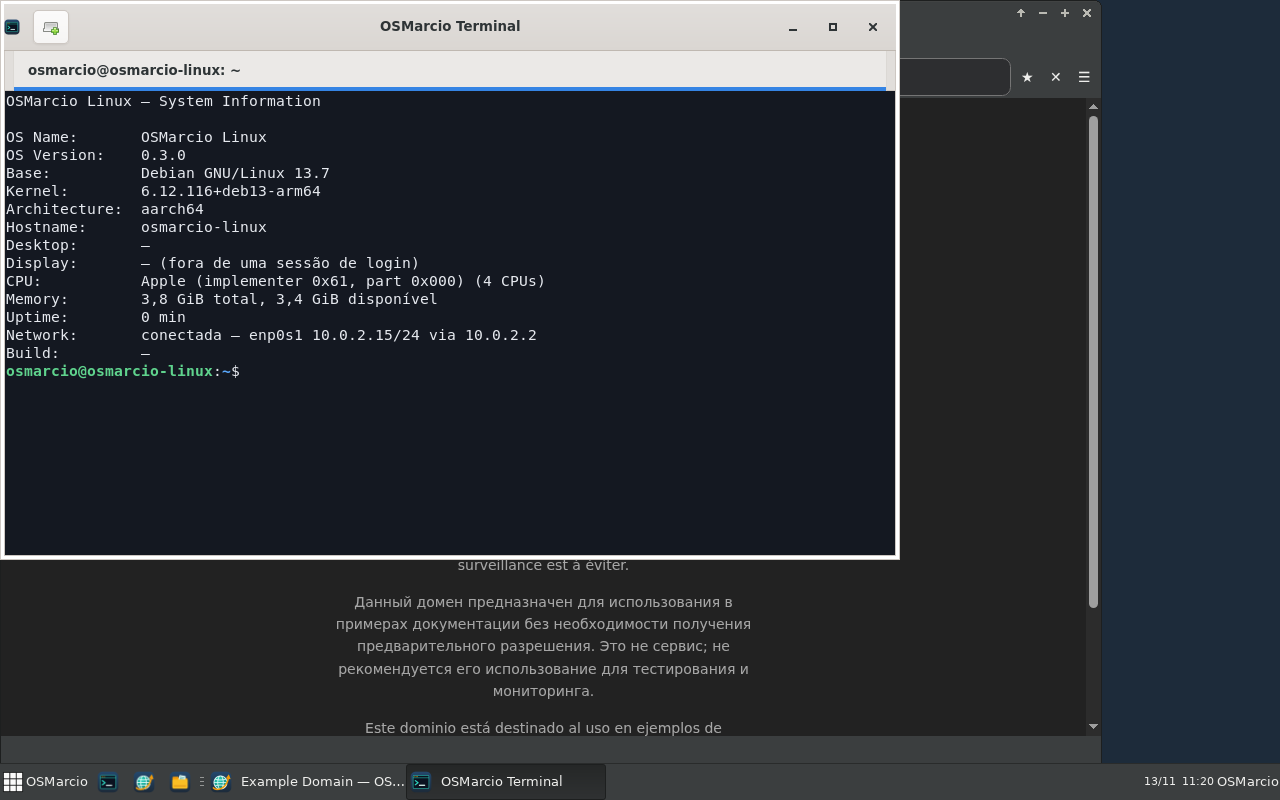 OSMarcio Terminal
osmarcio@osmarcio-linux: ~
OSMarcio Linux — System Information
OS Name: OSMarcio Linux
OS Version: 0.3.0
Base: Debian GNU/Linux 13.7
Kernel: 6.12.116+deb13-arm64
Architecture: aarch64
Hostname: osmarcio-linux
Desktop: —
Display: — (fora de uma sessão de login)
CPU: Apple (implementer 0x61, part 0x000) (4 CPUs)
Memory: 3,8 GiB total, 3,4 GiB disponível
Uptime: 0 min
Network: conectada — enp0s1 10.0.2.15/24 via 10.0.2.2
Build: —
osmarcio@osmarcio-linux:~$
surveillance est à éviter.
Данный домен предназначен для использования в
примерах документации без необходимости получения
предварительного разрешения. Это не сервис; не
рекомендуется его использование для тестирования и
мониторинга.
Este dominio está destinado al uso en ejemplos de
OSMarcio
Example Domain — OS...
OSMarcio Terminal
13/11 11:20 OSMarcio